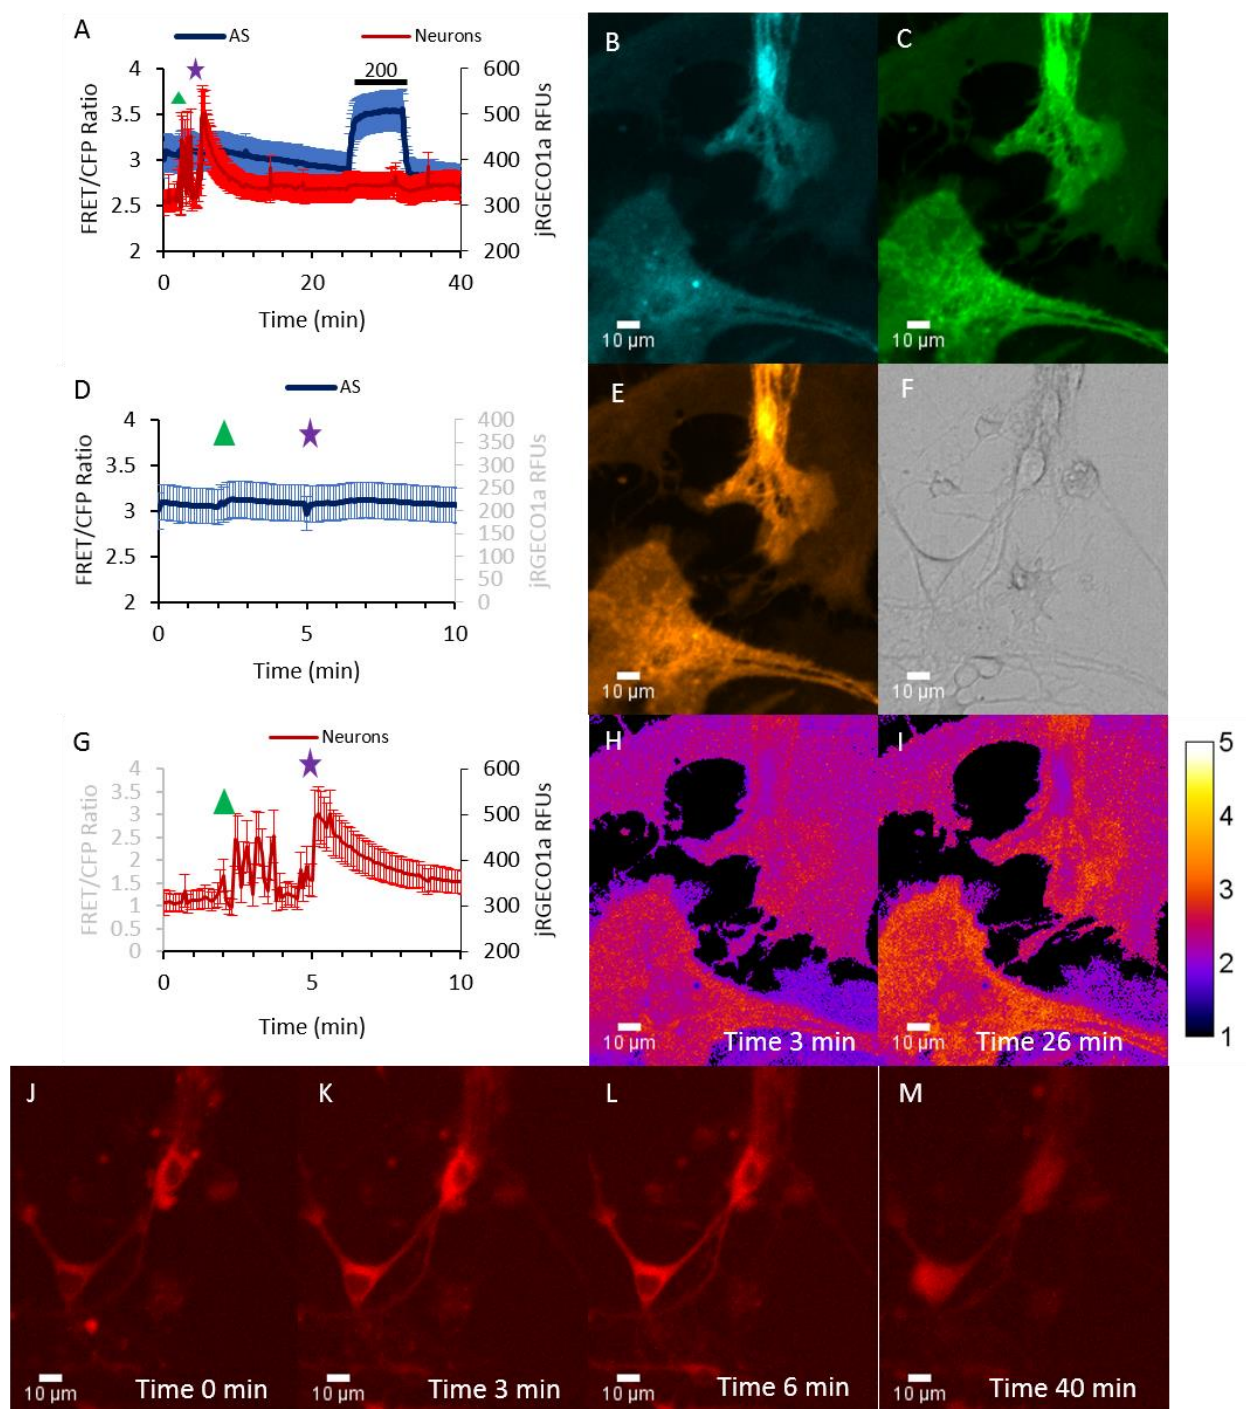 A
AS
Neurons
FRET/CFP Ratio
4
3.5
3
2.5
2
200
600
500
400
300
200
jRGECO1a RFUs
0
20
40
Time (min)
B
10 µm
C
10 µm
D
AS
FRET/CFP Ratio
4
3.5
3
2.5
2
400
350
300
250
200
150
100
50
0
jRGECO1a RFUs
0
5
10
Time (min)
E
10 µm
F
10 µm
G
Neurons
FRET/CFP Ratio
4
3.5
3
2.5
2
1.5
1
0.5
0
600
500
400
300
200
jRGECO1a RFUs
0
5
10
Time (min)
H
10 µm
Time 3 min
I
10 µm
Time 26 min
5
4
3
2
1
J
10 µm
Time 0 min
K
10 µm
Time 3 min
L
10 µm
Time 6 min
M
10 µm
Time 40 min